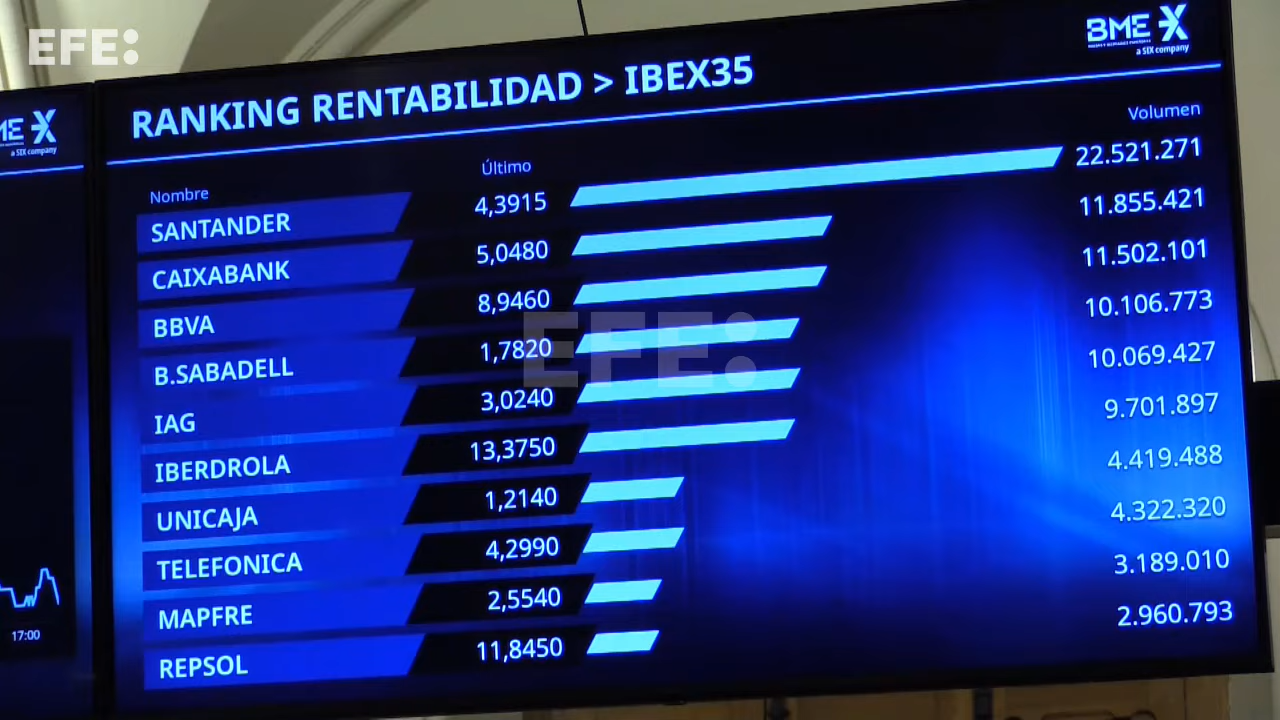 EFE:
BME X
a SIX company
ME X
a SIX company
RANKING RENTABILIDAD > IBEX35
Nombre Último Volumen
SANTANDER 4,3915 22.521.271
CAIXABANK 5,0480 11.855.421
BBVA 8,9460 11.502.101
B.SABADELL 1,7820 10.106.773
EFE:
IAG 3,0240 10.069.427
IBERDROLA 13,3750 9.701.897
UNICAJA 1,2140 4.419.488
TELEFONICA 4,2990 4.322.320
MAPFRE 2,5540 3.189.010
REPSOL 11,8450 2.960.793
17:00